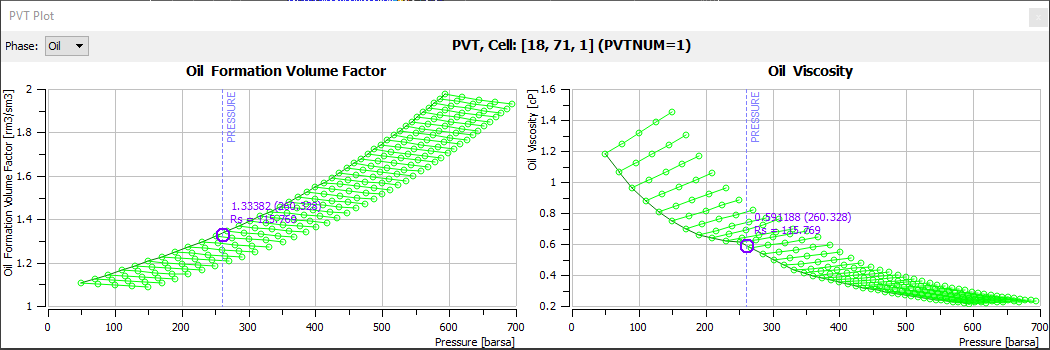 PVT Plot
Phase: Oil
PVT, Cell: [18, 71, 1] (PVTNUM=1)
Oil Formation Volume Factor
Oil Formation Volume Factor [rm3/sm3]
2
1.8
1.6
1.4
1.2
1
PRESSURE
1.33382 (260.328)
Rs = 115.769
0 100 200 300 400 500 600 700
Pressure [barsa]
Oil Viscosity
Oil Viscosity [cP]
1.6
1.4
1.2
1
0.8
0.6
0.4
0.2
PRESSURE
0.591188 (260.328)
Rs = 115.769
0 100 200 300 400 500 600 700
Pressure [barsa]